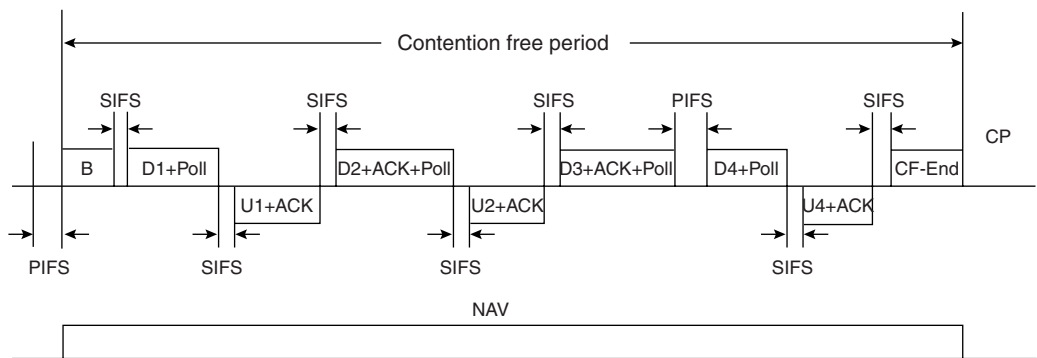 Contention free period
SIFS SIFS SIFS PIFS SIFS
CP
B D1+Poll D2+ACK+Poll D3+ACK+Poll D4+Poll CF-End
U1+ACK U2+ACK U4+ACK
PIFS SIFS SIFS SIFS
NAV